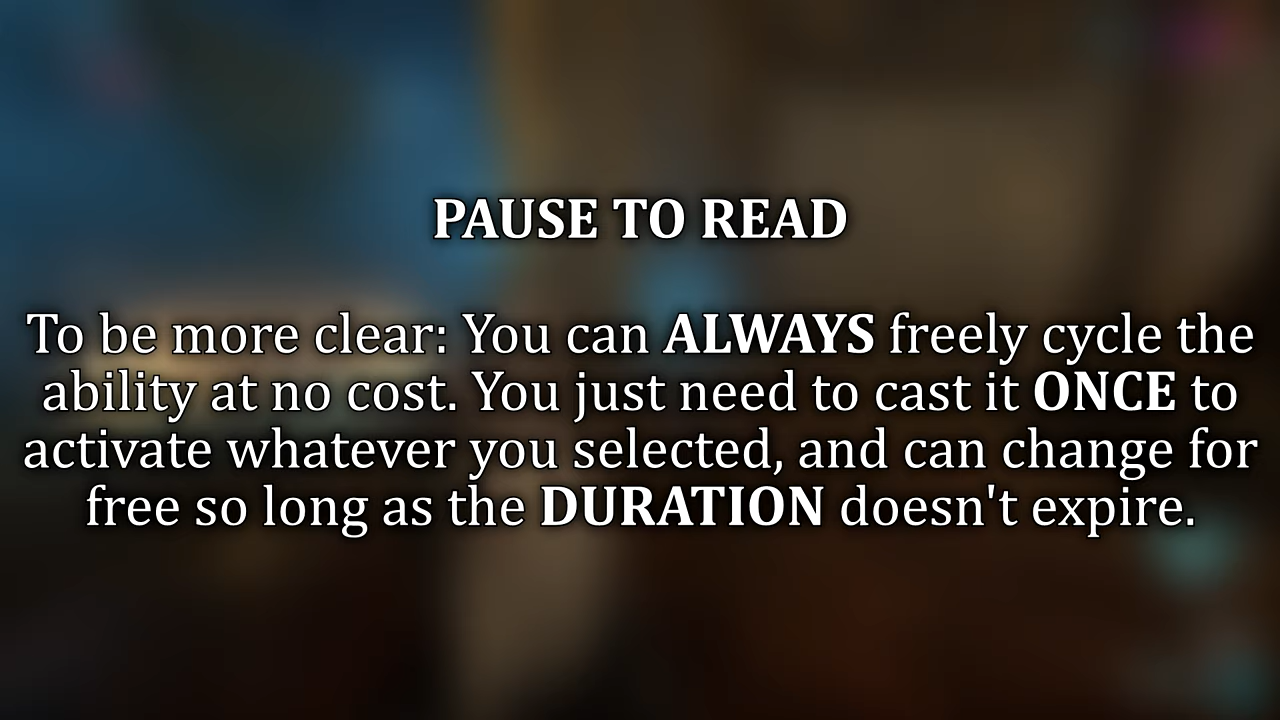 PAUSE TO READ
To be more clear: You can ALWAYS freely cycle the
ability at no cost. You just need to cast it ONCE to
activate whatever you selected, and can change for
free so long as the DURATION doesn't expire.